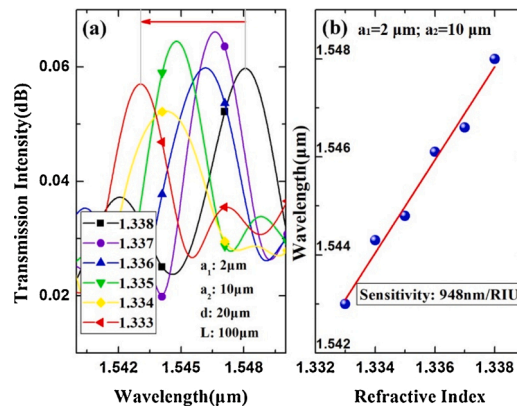 (a)
Transmission Intensity(dB)
0.06
0.04
0.02
1.338
1.337
1.336
1.335
1.334
1.333
a₁: 2μm
a₂: 10μm
d: 20μm
L: 100μm
1.542 1.545 1.548
Wavelength(μm)
(b) a₁=2 μm; a₂=10 μm
Wavelength(μm)
1.548
1.546
1.544
1.542
Sensitivity: 948nm/RIU
1.332 1.334 1.336 1.338
Refractive Index